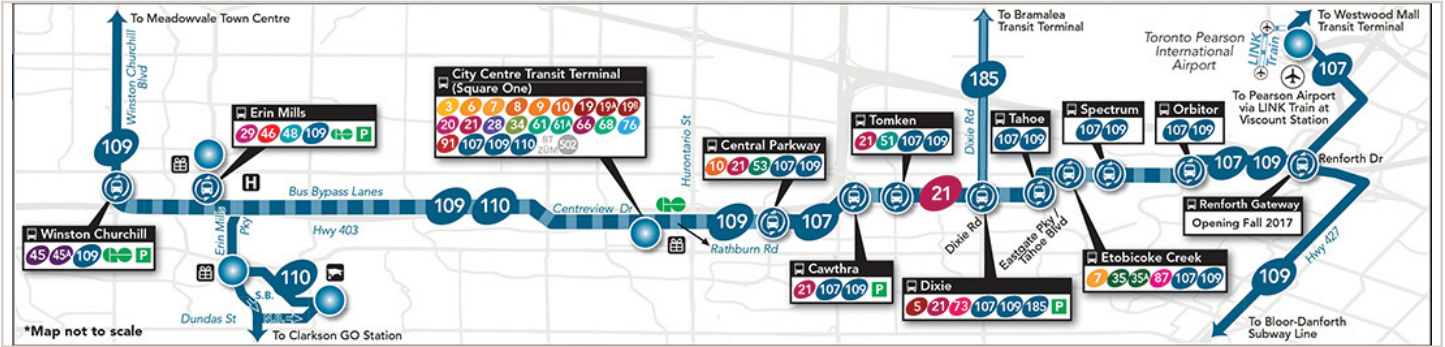 To Meadowvale Town Centre
Winston Churchill
Blvd
109
Erin Mills
29 46 48 109 GO P
H
Winston Churchill
45 45A 109 GO P
Erin Mills
Pky
110
S.B.
Dundas St
To Clarkson GO Station
*Map not to scale
Bus Bypass Lanes
Hwy 403
109 110
City Centre Transit Terminal
(Square One)
3 6 7 8 9 10 19 19A 19B
20 21 28 34 61 61A 66 68 76
91 107 109 110 BT ZÜM 502
Centreview Dr
Hurontario St
GO
Rathburn Rd
109
Central Parkway
10 21 53 107 109
107
Cawthra
21 107 109 P
Tomken
21 51 107 109
21
To Bramalea
Transit Terminal
185
Dixie Rd
Dixie Rd
Dixie
5 21 73 107 109 185 P
Tahoe
107 109
Eastgate Pky /
Tahoe Blvd
Spectrum
107 109
Etobicoke Creek
7 35 35A 87 107 109
Orbitor
107 109
107 109
Renforth Dr
Renforth Gateway
Opening Fall 2017
Toronto Pearson
International
Airport
LINK
Train
To Westwood Mall
Transit Terminal
107
To Pearson Airport
via LINK Train at
Viscount Station
Hwy 427
109
To Bloor-Danforth
Subway Line